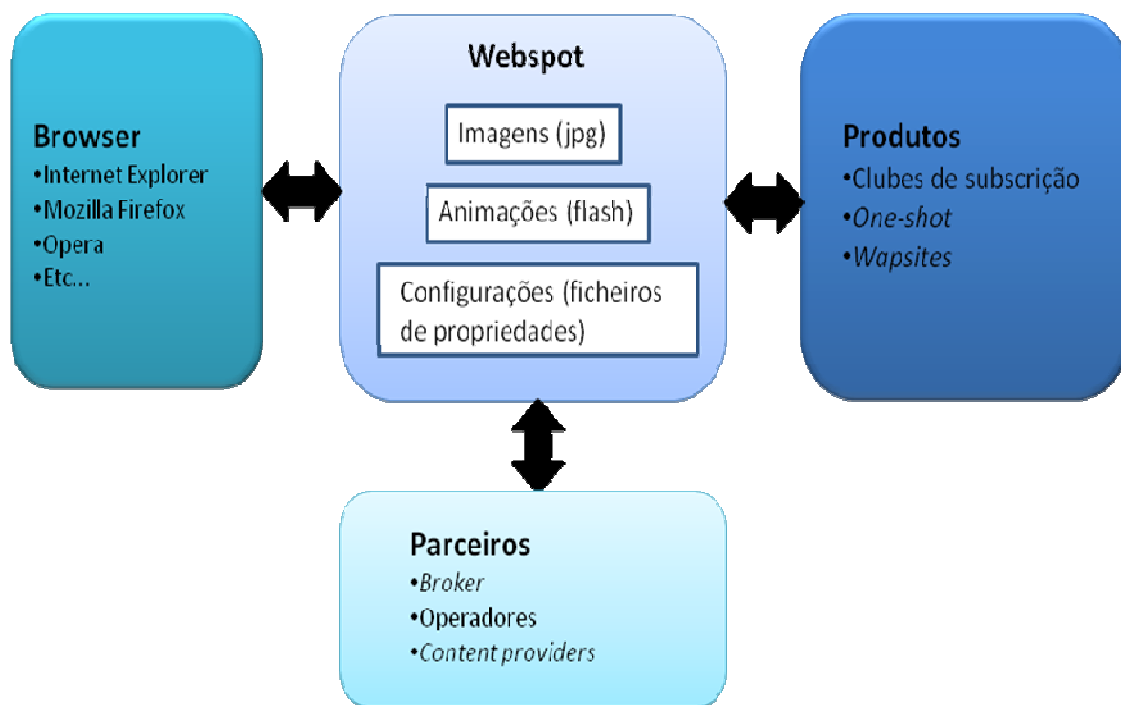 Browser
•Internet Explorer
•Mozilla Firefox
•Opera
•Etc...
Webspot
Imagens (jpg)
Animações (flash)
Configurações (ficheiros
de propriedades)
Produtos
•Clubes de subscrição
•One-shot
•Wapsites
Parceiros
•Broker
•Operadores
•Content providers